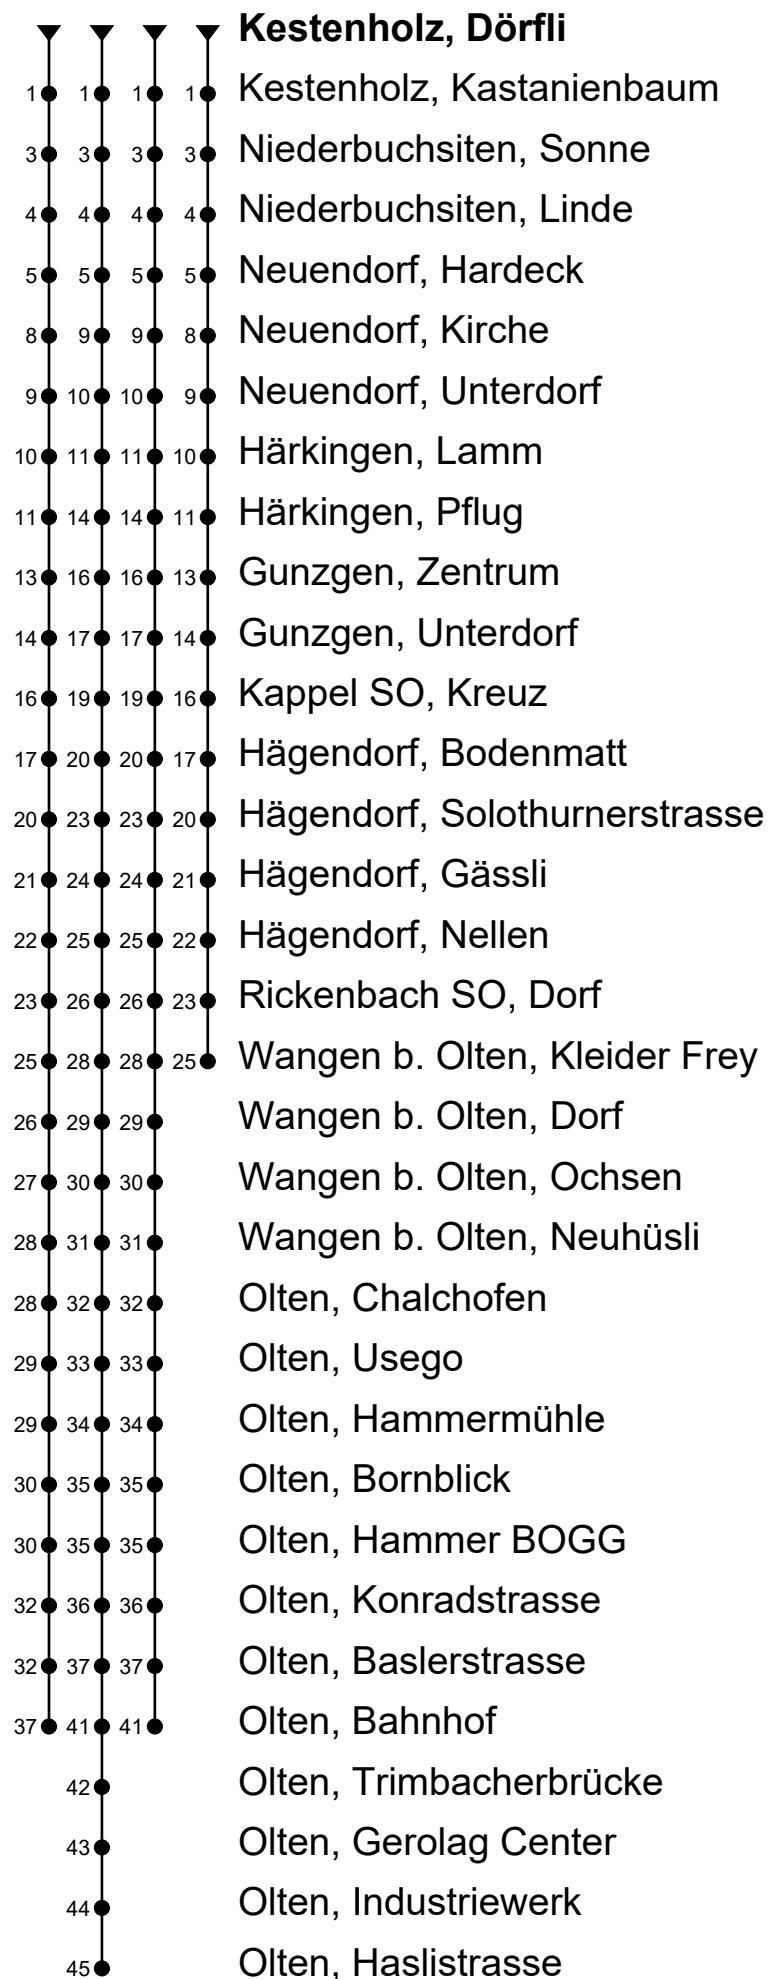 Kestenholz, Dörfli
1 1 1 1 Kestenholz, Kastanienbaum
3 3 3 3 Niederbuchsiten, Sonne
4 4 4 4 Niederbuchsiten, Linde
5 5 5 5 Neuendorf, Hardeck
8 9 9 8 Neuendorf, Kirche
9 10 10 9 Neuendorf, Unterdorf
10 11 11 10 Härkingen, Lamm
11 14 14 11 Härkingen, Pflug
13 16 16 13 Gunzgen, Zentrum
14 17 17 14 Gunzgen, Unterdorf
16 19 19 16 Kappel SO, Kreuz
17 20 20 17 Hägendorf, Bodenmatt
20 23 23 20 Hägendorf, Solothurnerstrasse
21 24 24 21 Hägendorf, Gässli
22 25 25 22 Hägendorf, Nellen
23 26 26 23 Rickenbach SO, Dorf
25 28 28 25 Wangen b. Olten, Kleider Frey
26 29 29 Wangen b. Olten, Dorf
27 30 30 Wangen b. Olten, Ochsen
28 31 31 Wangen b. Olten, Neuhüsli
28 32 32 Olten, Chalchofen
29 33 33 Olten, Usego
29 34 34 Olten, Hammermühle
30 35 35 Olten, Bornblick
30 35 35 Olten, Hammer BOGG
32 36 36 Olten, Konradstrasse
32 37 37 Olten, Baslerstrasse
37 41 41 Olten, Bahnhof
42 Olten, Trimbacherbrücke
43 Olten, Gerolag Center
44 Olten, Industriewerk
45 Olten, Haslistrasse